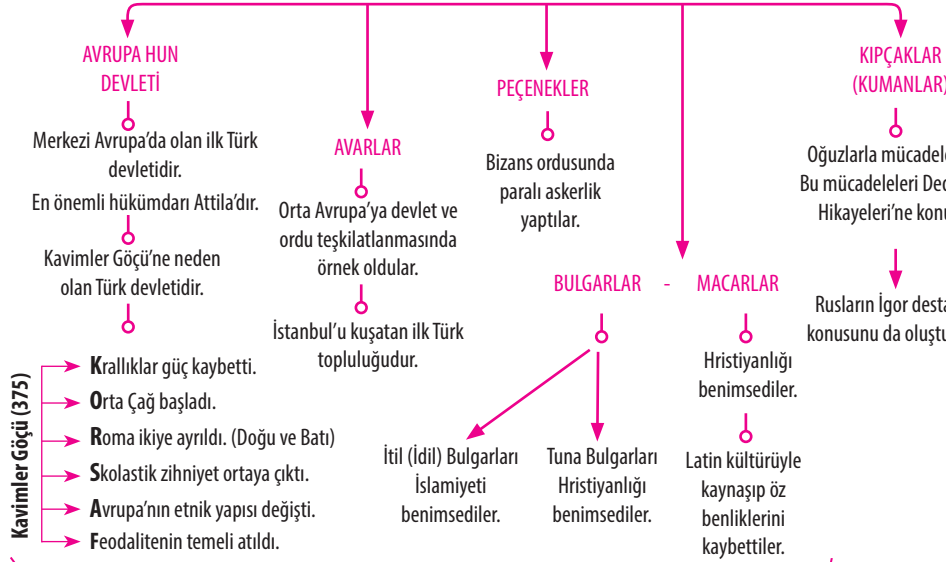 AVRUPA HUN
DEVLETİ
Merkezi Avrupa'da olan ilk Türk
devletidir.
En önemli hükümdarı Attila'dır.
Kavimler Göçü'ne neden
olan Türk devletidir.
Kavimler Göçü (375)
Krallıklar güç kaybetti.
Orta Çağ başladı.
Roma ikiye ayrıldı. (Doğu ve Batı)
Skolastik zihniyet ortaya çıktı.
Avrupa'nın etnik yapısı değişti.
Feodalitenin temeli atıldı.
AVARLAR
Orta Avrupa'ya devlet ve
ordu teşkilatlanmasında
örnek oldular.
İstanbul'u kuşatan ilk Türk
topluluğudur.
PEÇENEKLER
Bizans ordusunda
paralı askerlik
yaptılar.
BULGARLAR - MACARLAR
İtil (İdil) Bulgarları
İslamiyeti
benimsediler.
Tuna Bulgarları
Hristiyanlığı
benimsediler.
Hristiyanlığı
benimsediler.
Latin kültürüyle
kaynaşıp öz
benliklerini
kaybettiler.
KIPÇAKLAR
(KUMANLAR)
Oğuzlarla
Bu mücadeleleri
Hikayeleri'ne
Rusların İgor
konusunu da